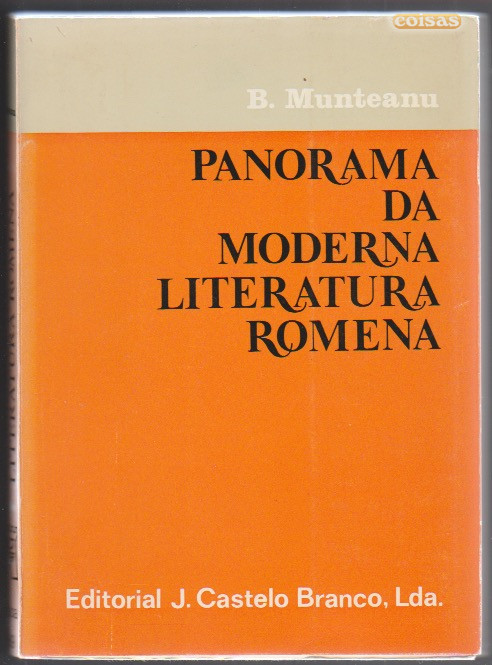 coisas
B. Munteanu
PANORAMA
DA
MODERNA
LITERATURA
ROMENA
Editorial J. Castelo Branco, Lda.